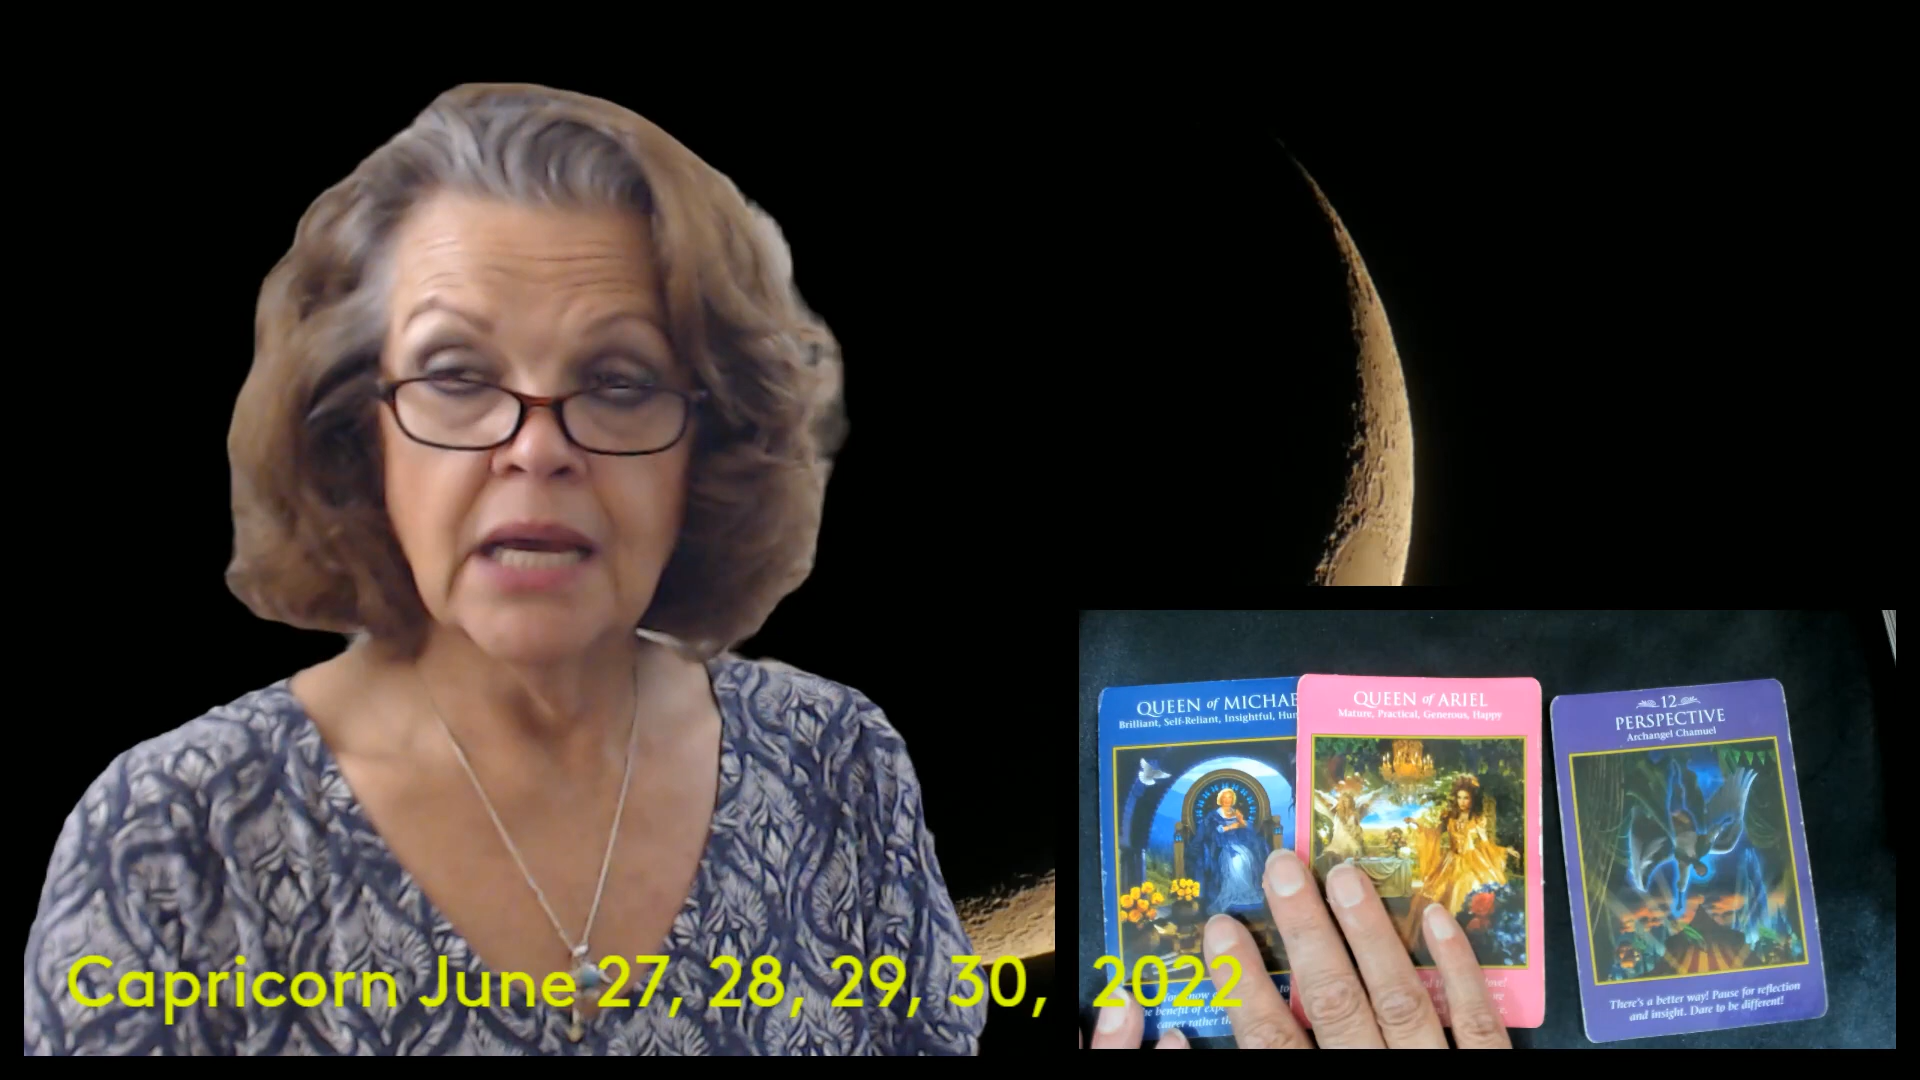 QUEEN of MICHAE
Brilliant, Self-Reliant, Insightful, Hum
QUEEN of ARIEL
Mature, Practical, Generous, Happy
12
PERSPECTIVE
Archangel Chamuel
There's a better way! Pause for reflection
and insight. Dare to be different!
Capricorn June 27, 28, 29, 30, 2022